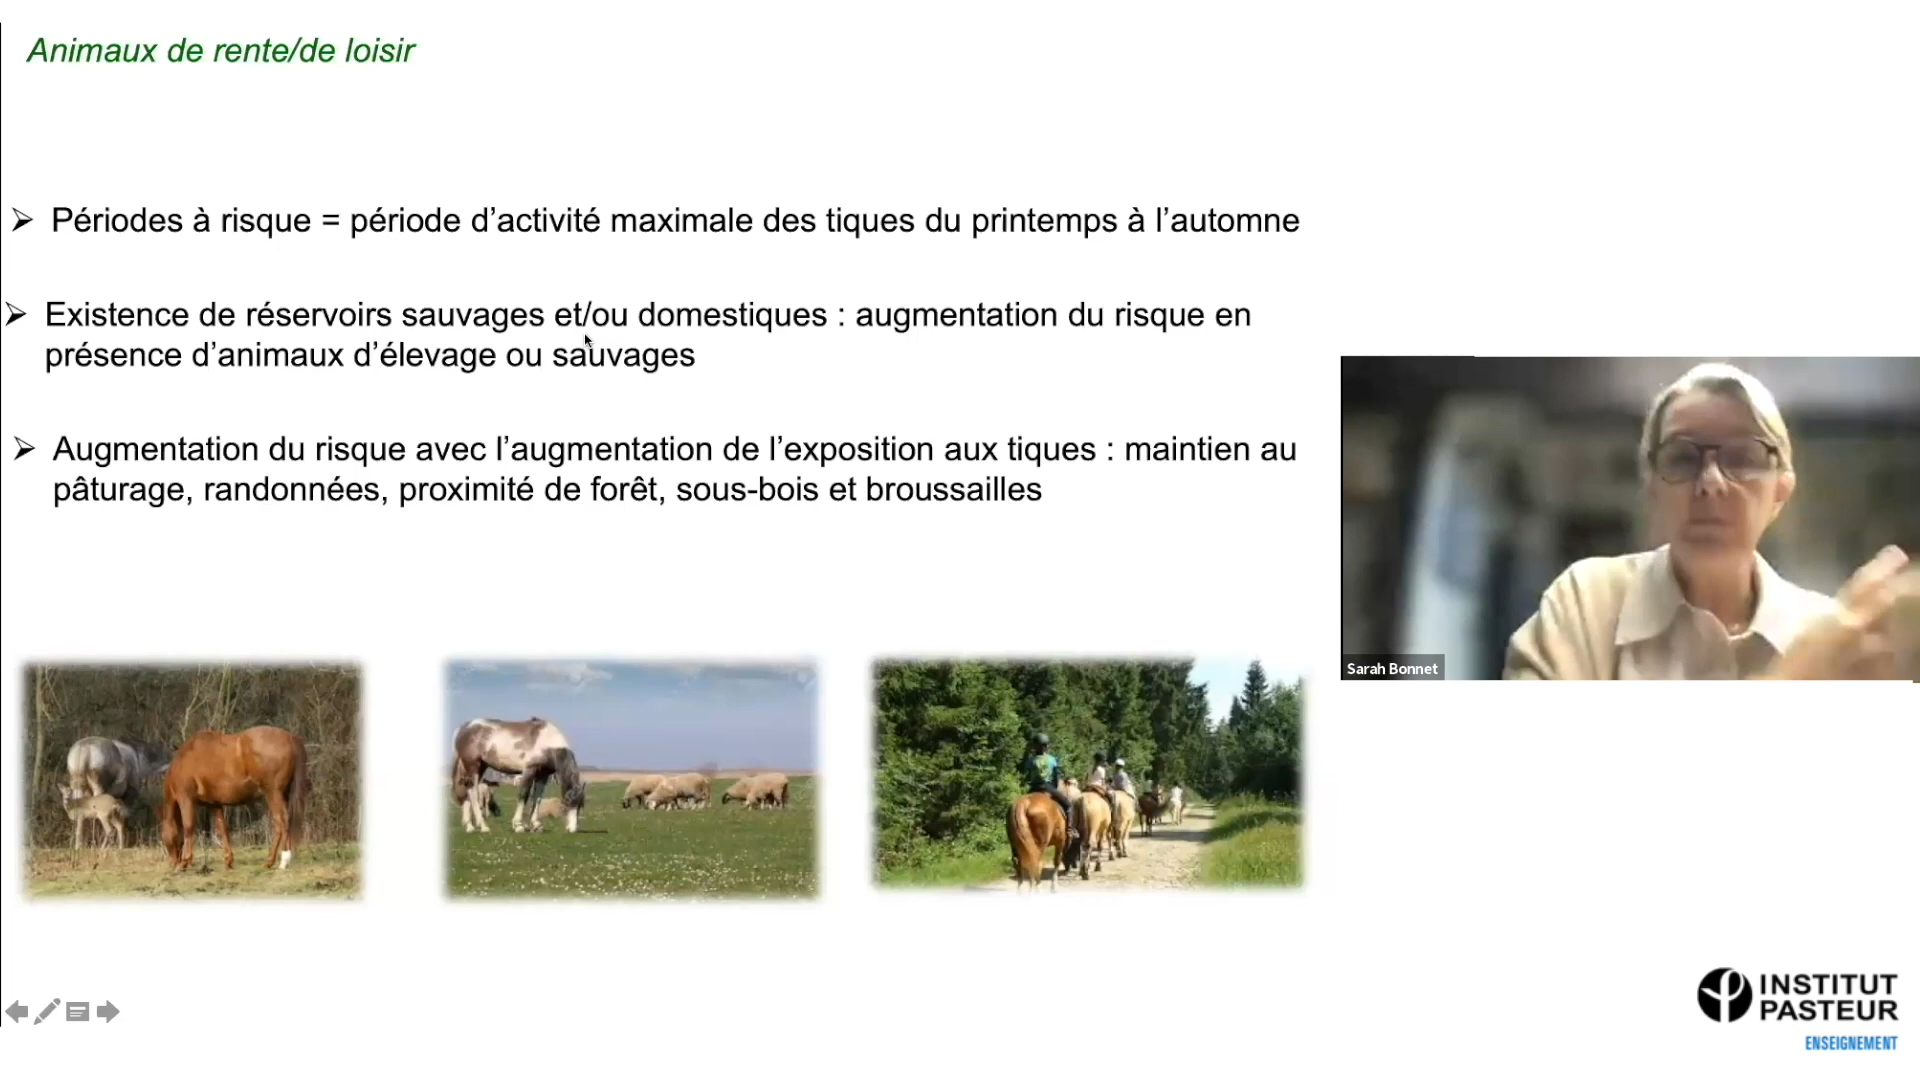 Animaux de rente/de loisir
Périodes à risque = période d’activité maximale des tiques du printemps à l’automne
Existence de réservoirs sauvages et/ou domestiques : augmentation du risque en
présence d’animaux d’élevage ou sauvages
Augmentation du risque avec l’augmentation de l’exposition aux tiques : maintien au
pâturage, randonnées, proximité de forêt, sous-bois et broussailles
Sarah Bonnet
INSTITUT
PASTEUR
ENSEIGNEMENT